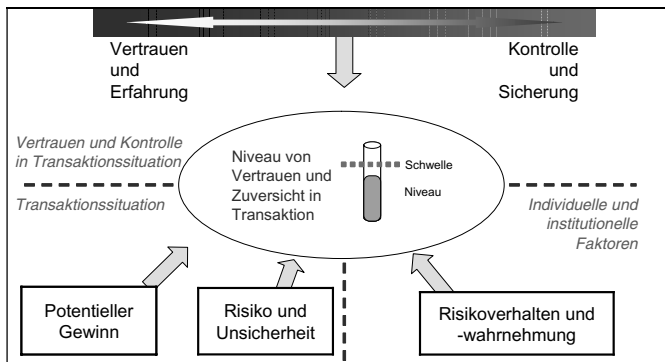 Vertrauen
und
Erfahrung
Kontrolle
und
Sicherung
Vertrauen und Kontrolle
in Transaktionssituation
Transaktionssituation
Niveau von
Vertrauen und
Zuversicht in
Transaktion
Schwelle
Niveau
Individuelle und
institutionelle
Faktoren
Potentieller
Gewinn
Risiko und
Unsicherheit
Risikoverhalten und
-wahrnehmung